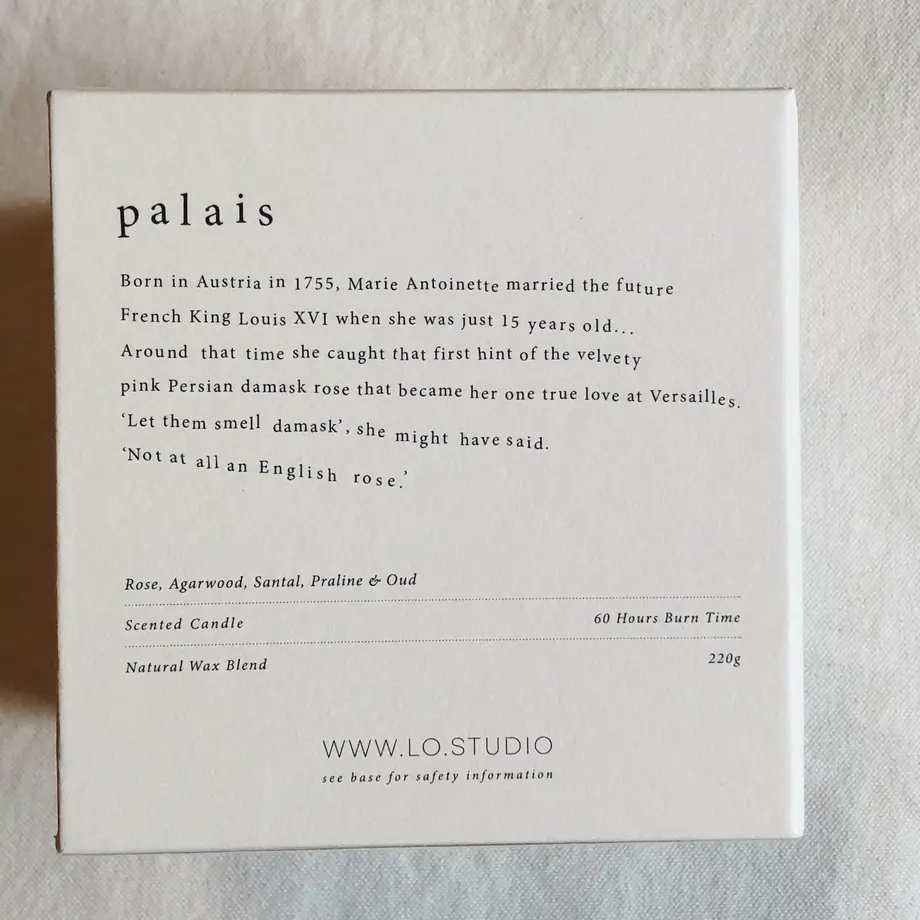 palais
Born in Austria in 1755, Marie Antoinette married the future
French King Louis XVI when she was just 15 years old...
Around that time she caught that first hint of the velvety
pink Persian damask rose that became her one true love at Versailles.
‘Let them smell damask’, she might have said.
‘Not at all an English rose.’
Rose, Agarwood, Santal, Praline & Oud
Scented Candle 60 Hours Burn Time
Natural Wax Blend 220g
WWW.LO.STUDIO
see base for safety information